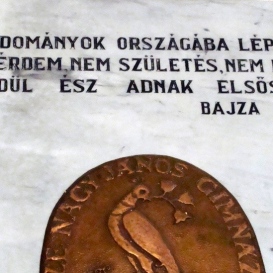 DOMÁNYOK ORSZÁGÁBA LÉP
ÉRDEM, NEM SZÜLETÉS, NEM
DÜL ÉSZ ADNAK ELSŐS
BAJZA
NAGY JÁNOS GIMNÁZ